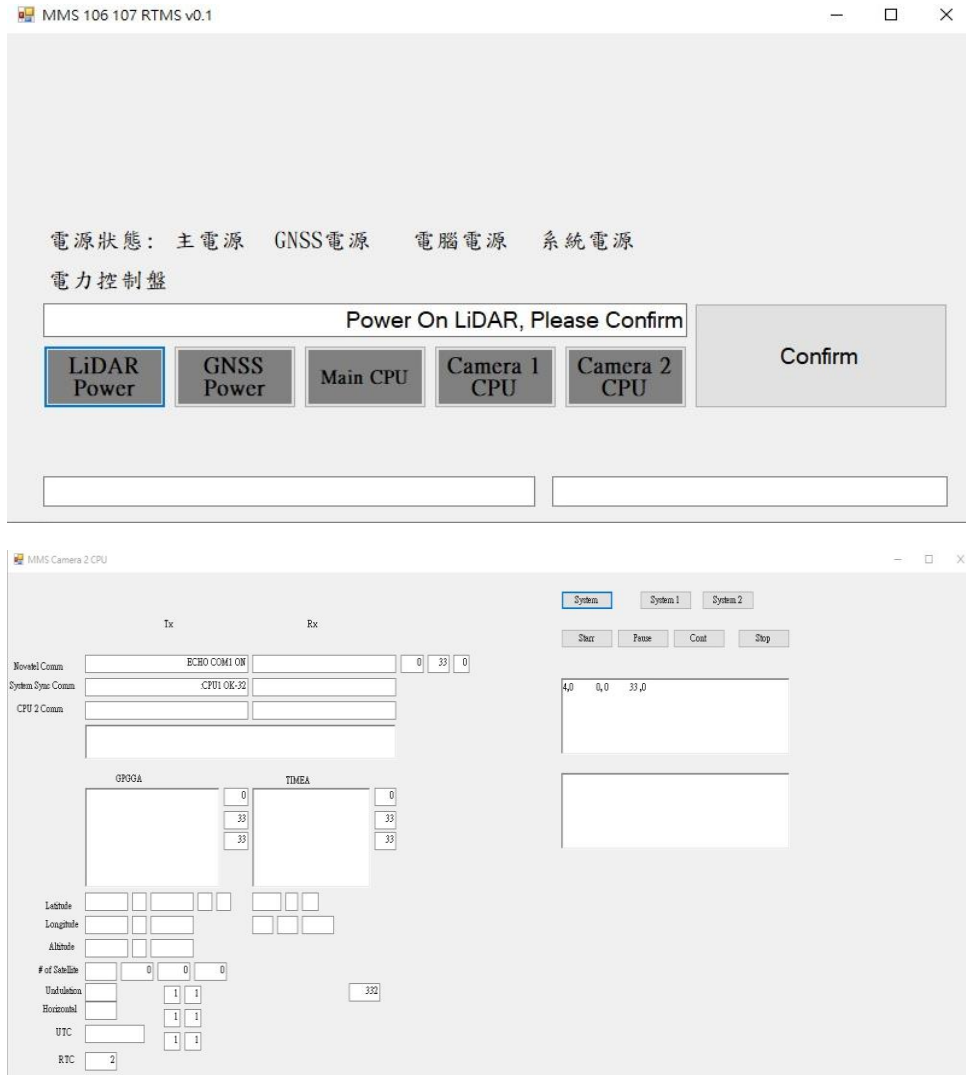 MMS 106 107 RTMS v0.1
電源狀態: 主電源 GNSS電源 電腦電源 系統電源
電力控制盤
Power On LiDAR, Please Confirm
LiDAR Power
GNSS Power
Main CPU
Camera 1 CPU
Camera 2 CPU
Confirm
MMS Camera 2 CPU
System System 1 System 2
Tx Rx
Starr Pause Cont Stop
Novatel Comm ECHO COM1 ON 0 33 0
System Sync Comm :CPU1 OK-32
4,0 0,0 33,0
CPU 2 Comm
GPGGA TIMEA
0 0
33 33
33 33
Latitude
Longitude
Altitude
# of Satellite 0 0 0
Undulation 1 1 332
Horizontal 1 1
UTC 1 1
RTC 2